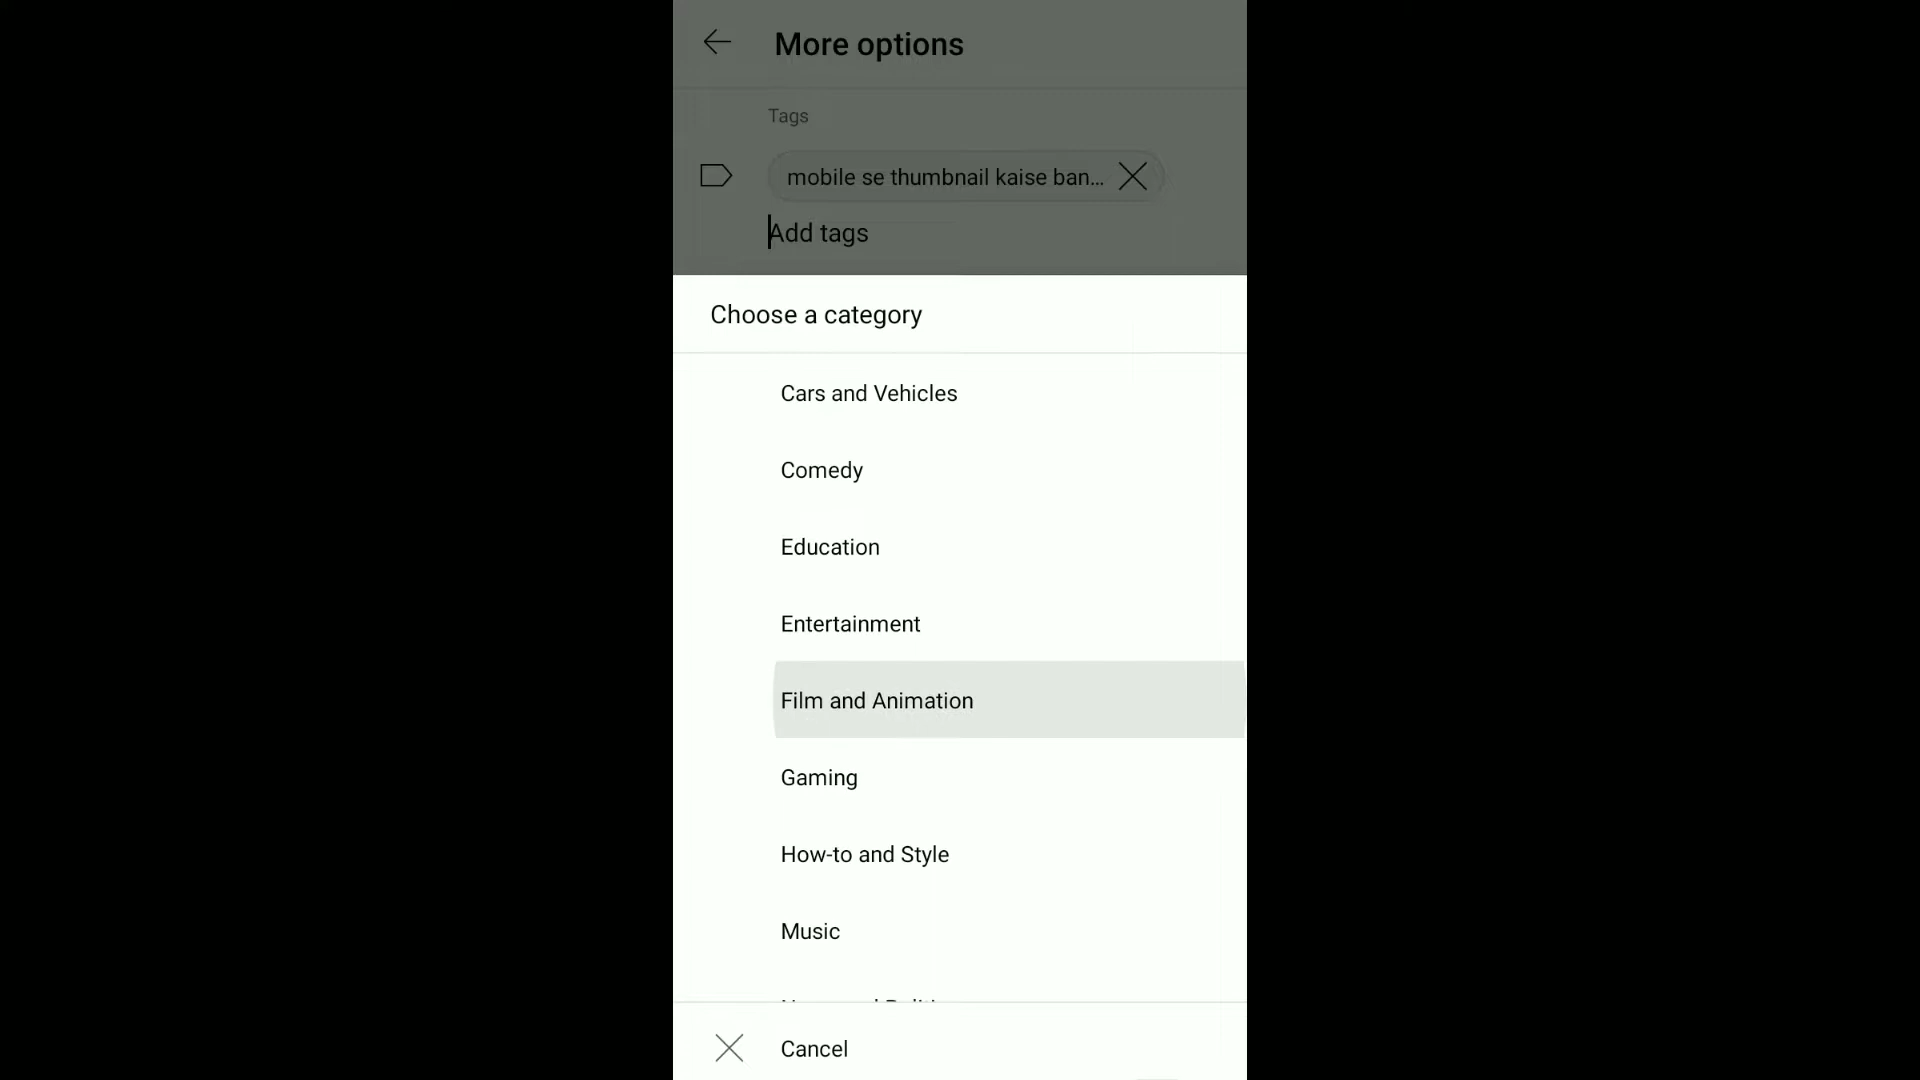 More options
Tags
mobile se thumbnail kaise ban...
Add tags
Choose a category
Cars and Vehicles
Comedy
Education
Entertainment
Film and Animation
Gaming
How-to and Style
Music
Cancel